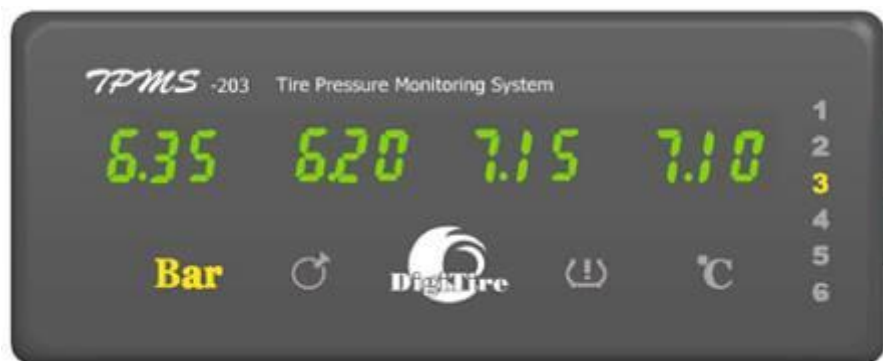 TPMS -203 Tire Pressure Monitoring System
6.35 6.20 7.15 7.10
Bar DigiTire °C
1
2
3
4
5
6